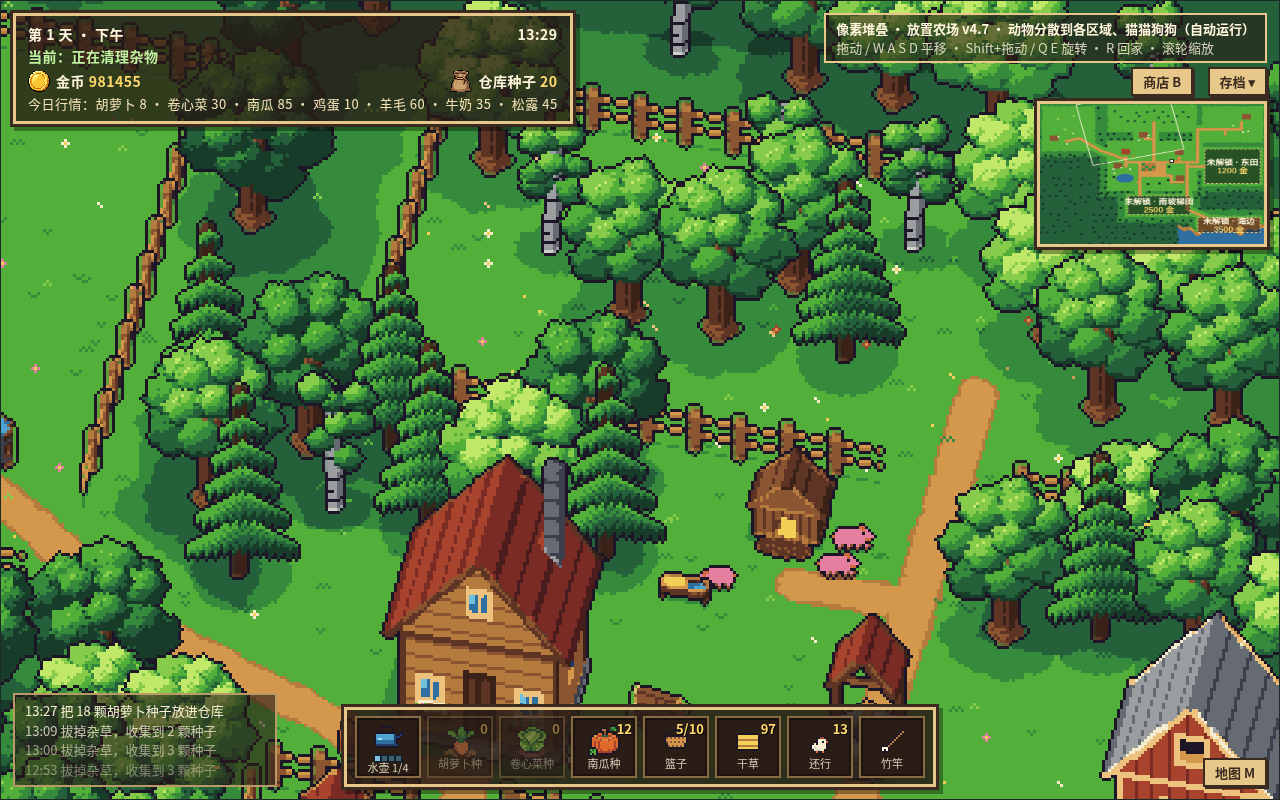 第 1 天 · 下午
13:29
当前: 正在清理杂物
金币 981455
仓库种子 20
今日行情: 胡萝卜 8 · 卷心菜 30 · 南瓜 85 · 鸡蛋 10 · 羊毛 60 · 牛奶 35 · 松露 45
像素堆叠 · 放置农场 v4.7 · 动物分散到各区域、猫猫狗狗（自动运行）
拖动 / W A S D 平移 · Shift+拖动 / Q E 旋转 · R 回家 · 滚轮缩放
商店 B
存档 ▾
未解锁 · 东田
1200 金
未解锁 · 南坡梯田
2500 金
未解锁 · 海边
3500 金
13:27 把 18 颗胡萝卜种子放进仓库
13:09 拔掉杂草，收集到 2 颗种子
13:00 拔掉杂草，收集到 3 颗种子
12:53 拔掉杂草，收集到 3 颗种子
水壶 1/4
0
胡萝卜种
0
卷心菜种
12
南瓜种
5/10
篮子
97
干草
13
还行
竹竿
地图 M